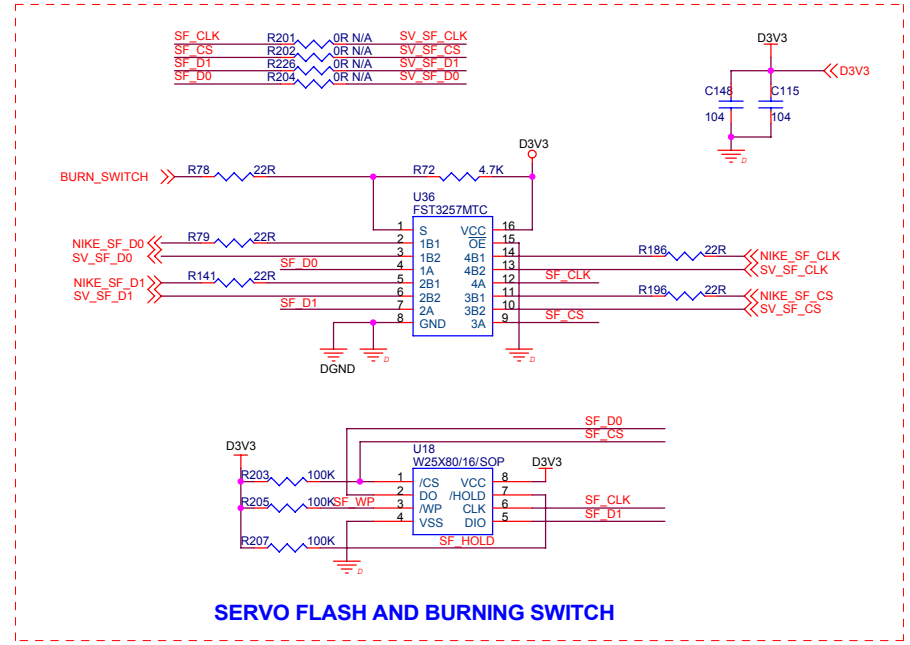 SF_CLK R201 0R N/A SV_SF_CLK
SF_CS R202 0R N/A SV_SF_CS
SF_D1 R226 0R N/A SV_SF_D1
SF_D0 R204 0R N/A SV_SF_D0
D3V3
D3V3
C148 C115
104 104
D
D3V3
BURN_SWITCH R78 22R R72 4.7K
U36
FST3257MTC
1 S VCC 16
NIKE_SF_D0 R79 22R 2 1B1 OE 15
SV_SF_D0 3 1B2 4B1 14 R186 22R NIKE_SF_CLK
SF_D0 4 1A 4B2 13 SV_SF_CLK
NIKE_SF_D1 R141 22R 5 2B1 4A 12 SF_CLK
SV_SF_D1 6 2B2 3B1 11 R196 22R NIKE_SF_CS
SF_D1 7 2A 3B2 10 SV_SF_CS
8 GND 3A 9 SF_CS
D D
DGND
SF_D0
SF_CS
D3V3 U18
W25X80/16/SOP D3V3
R203 100K 1 /CS VCC 8
2 DO /HOLD 7
R205 100K SF_WP 3 /WP CLK 6 SF_CLK
4 VSS DIO 5 SF_D1
R207 100K SF_HOLD
D
SERVO FLASH AND BURNING SWITCH